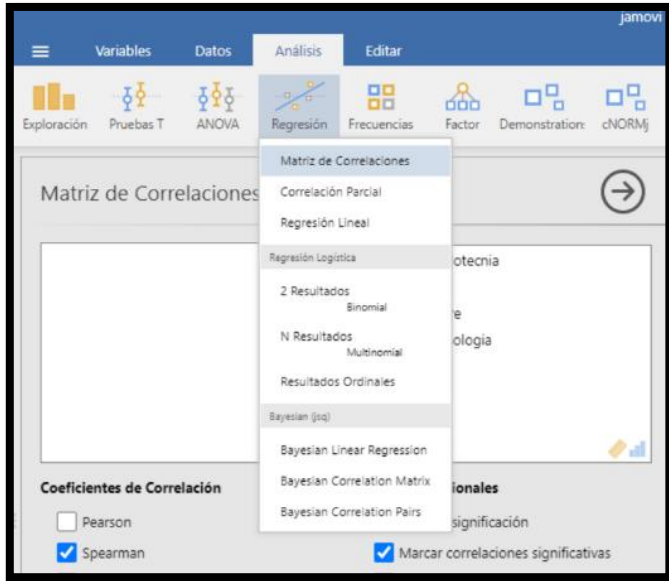 jamovi
Variables Datos Análisis Editar
Exploración Pruebas T ANOVA Regresión Frecuencias Factor Demonstration: cNORMj
Matriz de Correlaciones
Matriz de Correlaciones
Correlación Parcial
Regresión Lineal
Regresión Logística
2 Resultados
Binomial
N Resultados
Multinomial
Resultados Ordinales
Bayesian (jsq)
Bayesian Linear Regression
Bayesian Correlation Matrix
Bayesian Correlation Pairs
otecnia
e
ologia
Coeficientes de Correlación
ionales
Pearson
significación
Spearman
Marcar correlaciones significativas